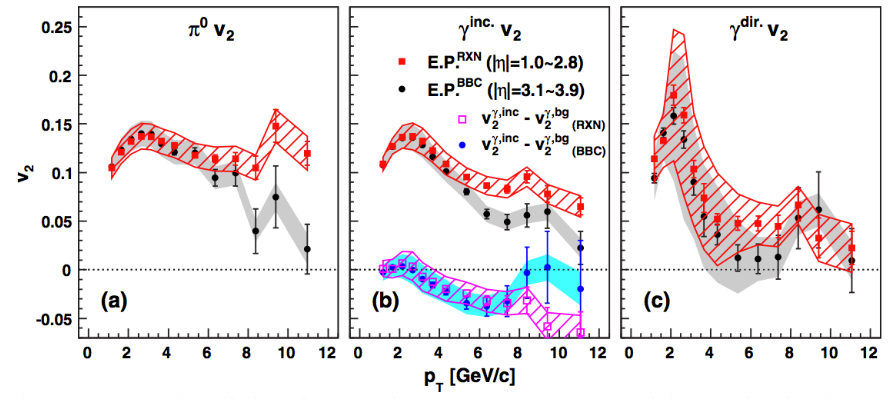 π⁰ v₂
γ^inc. v₂
γ^dir. v₂
0.25
0.2
0.15
0.1
0.05
0
-0.05
v₂
E.P.^RXN (|η|=1.0~2.8)
E.P.^BBC (|η|=3.1~3.9)
v₂^γ,inc - v₂^γ,bg (RXN)
v₂^γ,inc - v₂^γ,bg (BBC)
(a)
(b)
(c)
0 2 4 6 8 10 12
0 2 4 6 8 10 12
0 2 4 6 8 10 12
p_T [GeV/c]